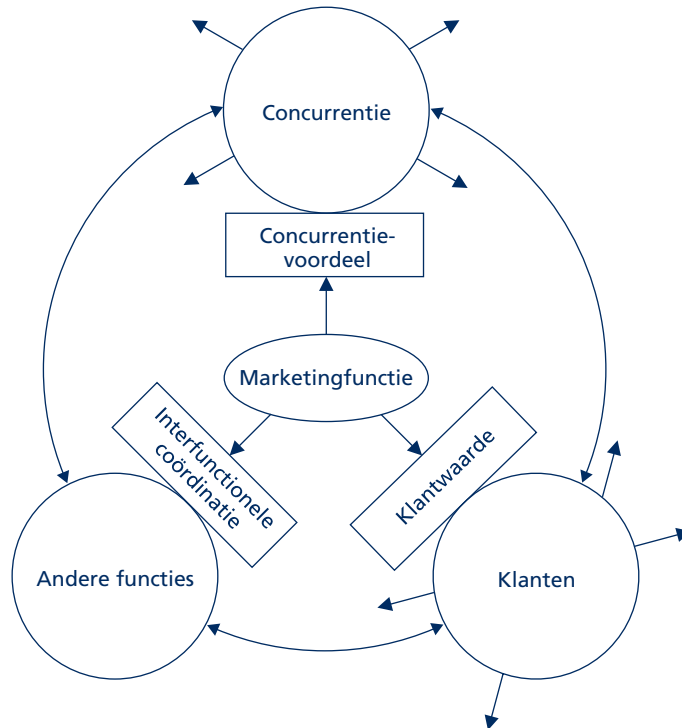 Concurrentie
Concurrentie-
voordeel
Marketingfunctie
Interfunctionele
coördinatie
Klantwaarde
Andere functies
Klanten